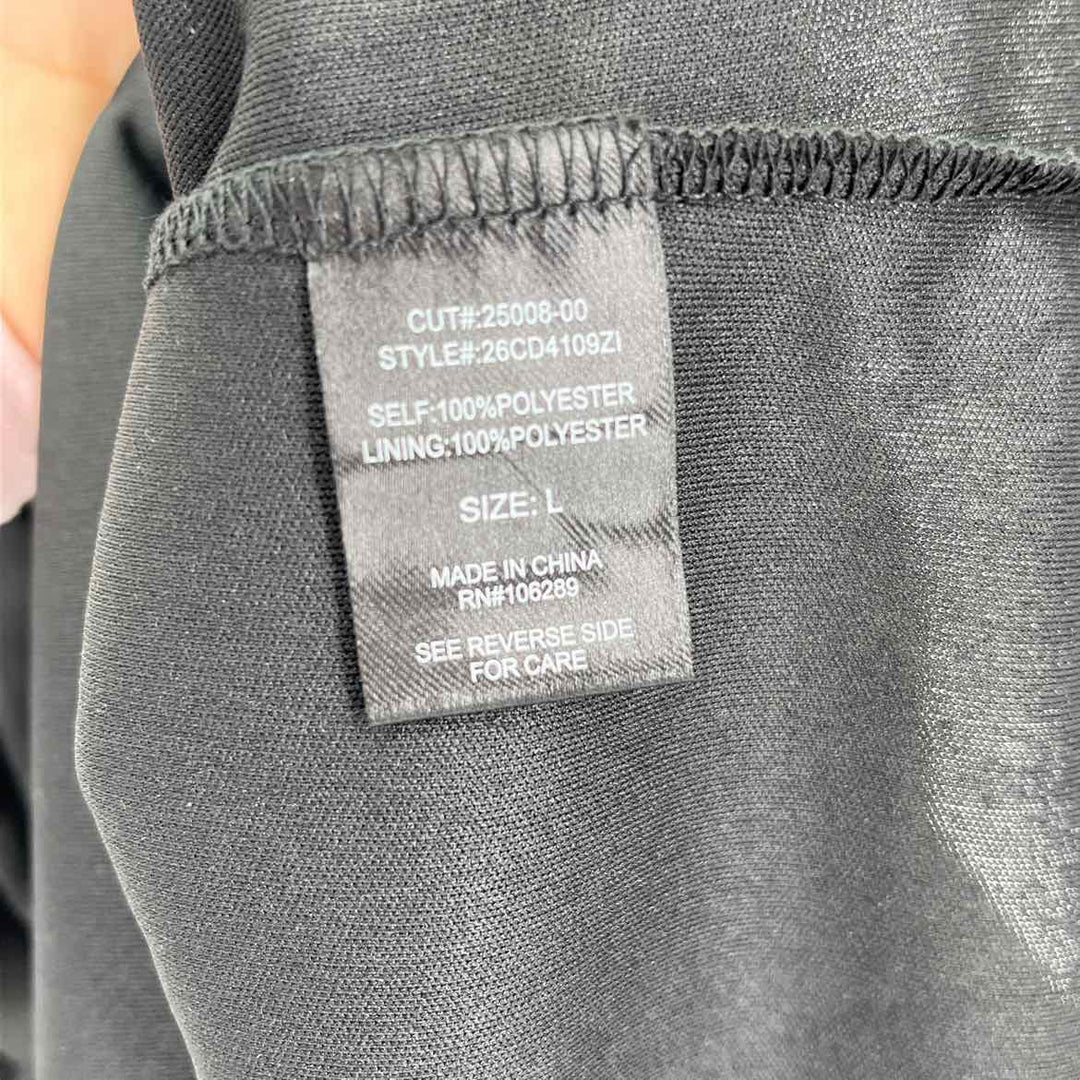 CUT#:25008-00
STYLE#:26CD4109ZI
SELF:100%POLYESTER
LINING:100%POLYESTER
SIZE: L
MADE IN CHINA
RN#106289
SEE REVERSE SIDE
FOR CARE